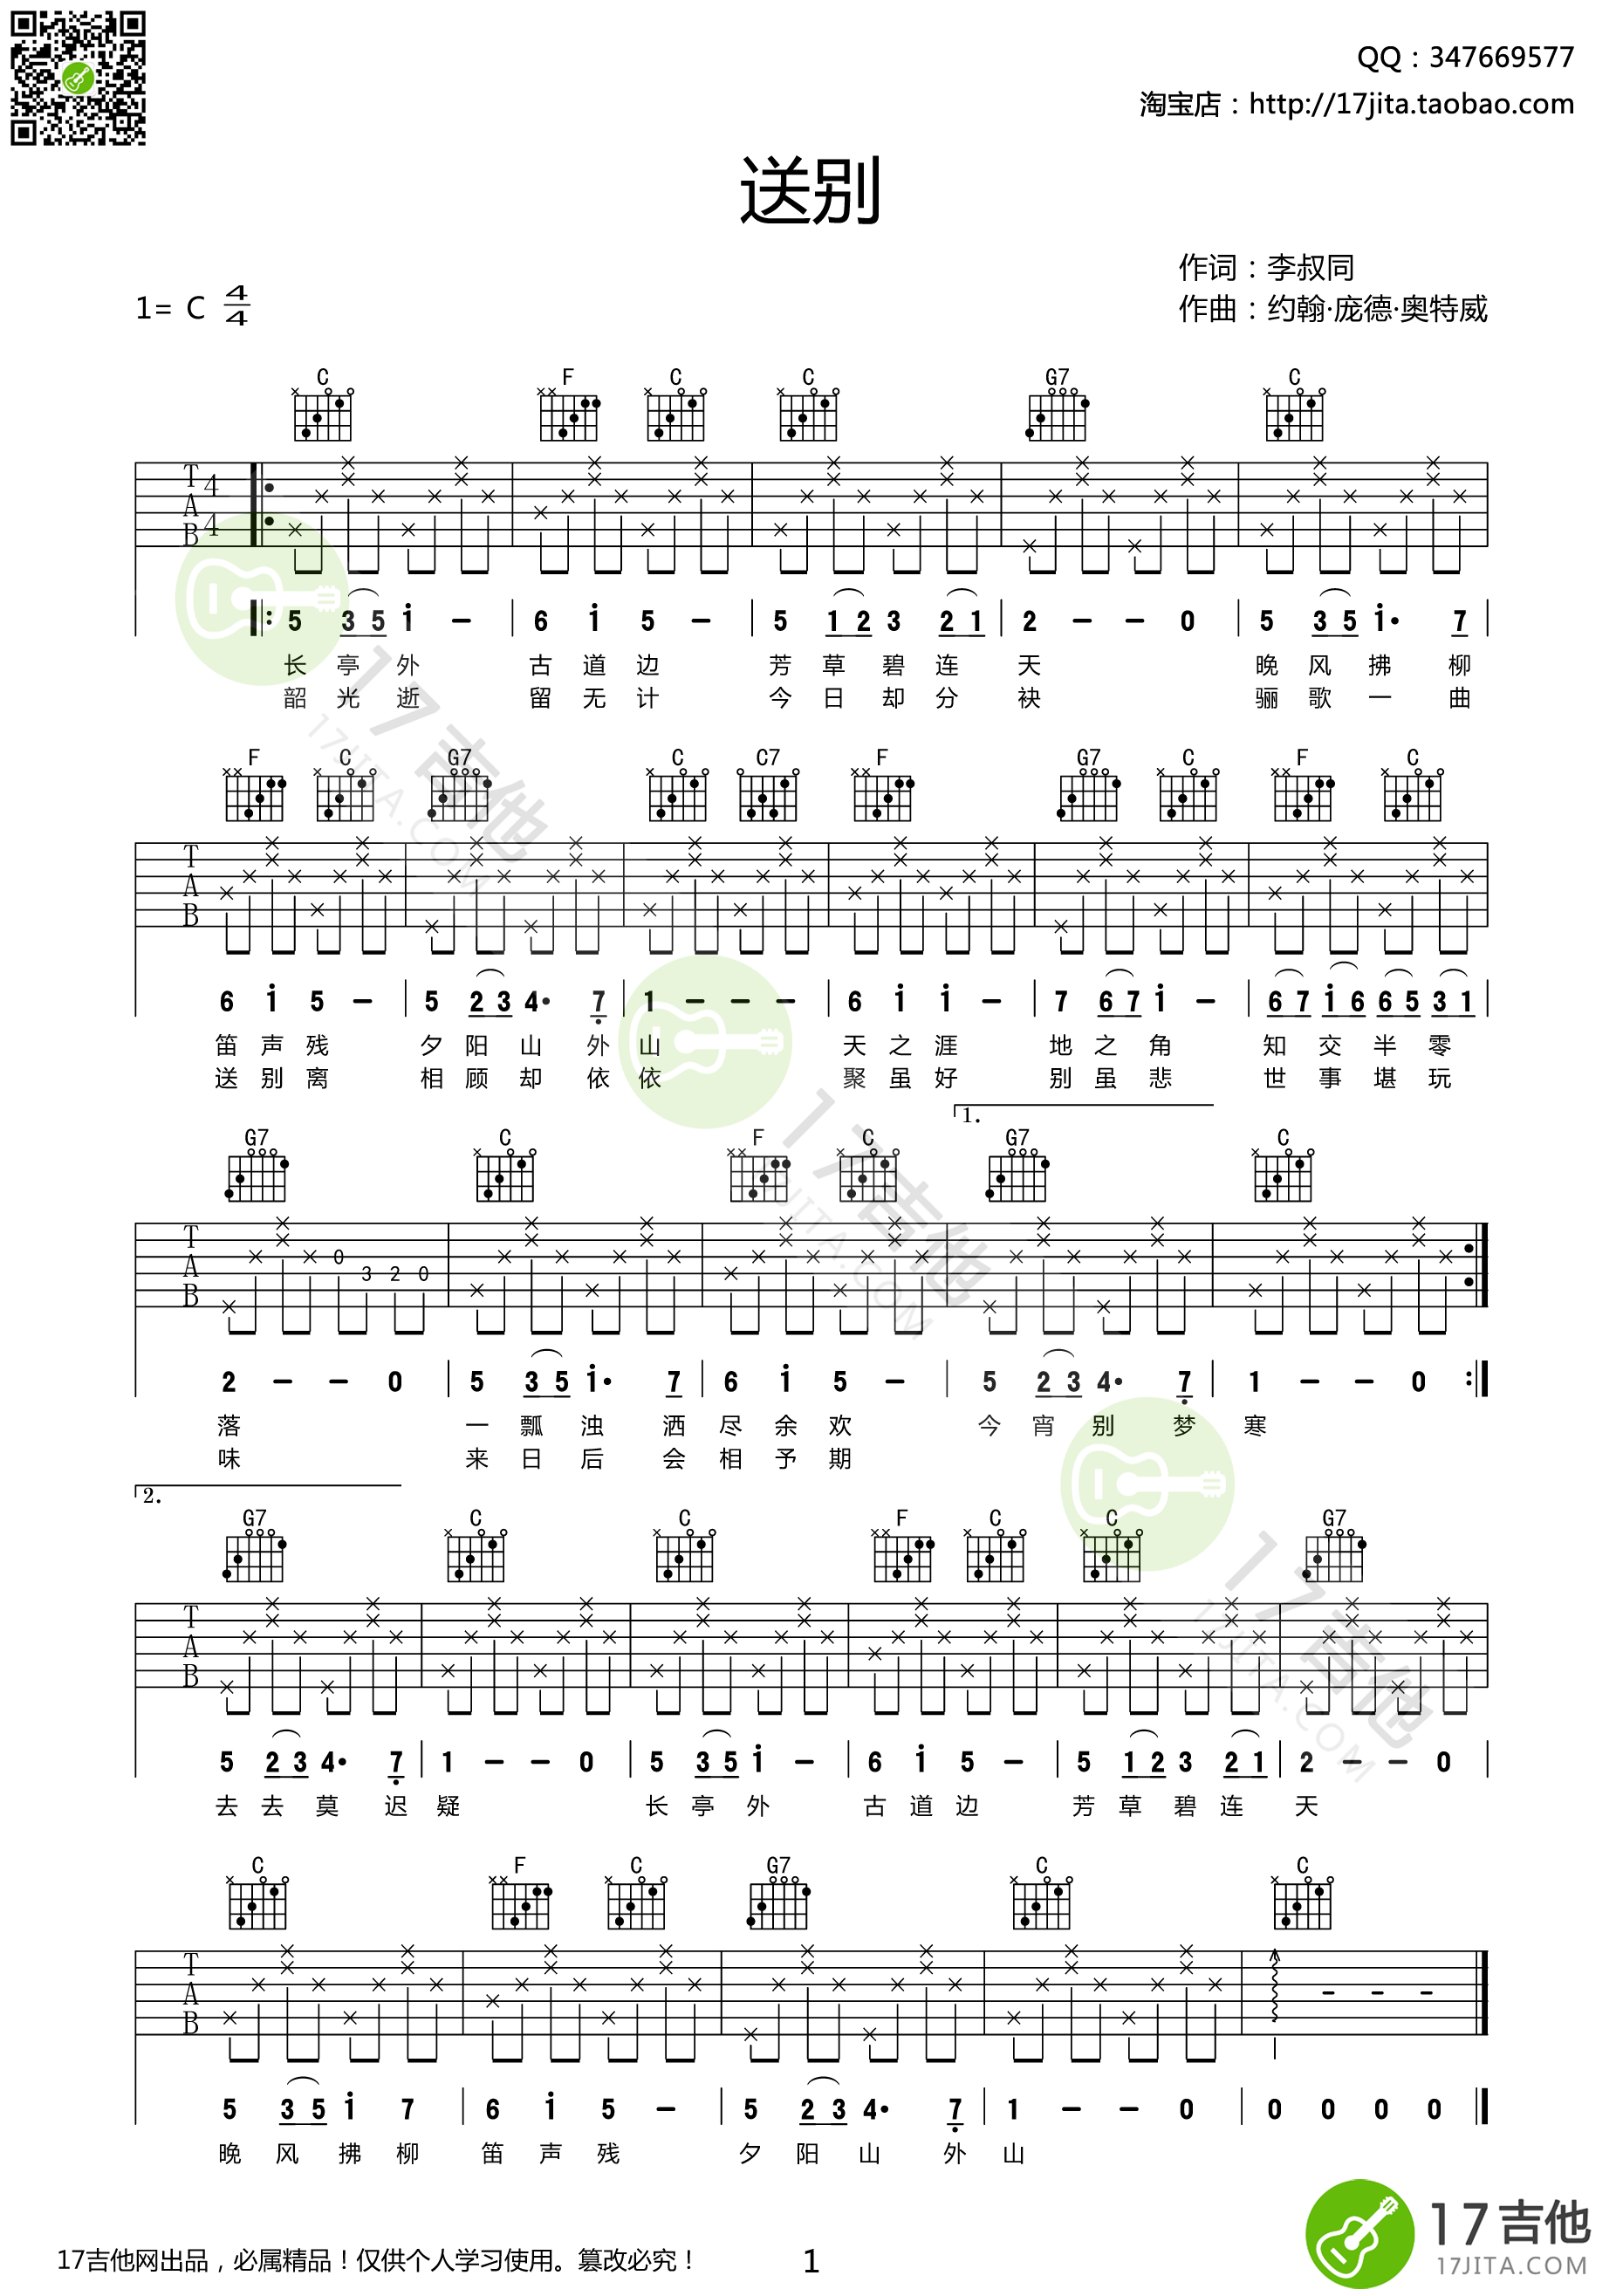 QQ：347669577
淘宝店：http://17jita.taobao.com
送别
作词：李叔同
1= C 4/4
作曲：约翰·庞德·奥特威
C F C C G7 C
T A B 4 4
5 3 5 i - 6 i 5 - 5 1 2 3 2 1 2 - - 0 5 3 5 i· 7
长 亭 外 古 道 边 芳 草 碧 连 天 晚 风 拂 柳
韶 光 逝 留 无 计 今 日 却 分 袂 骊 歌 一 曲
F C G7 C C7 F G7 C F C
T A B
6 i 5 - 5 2 3 4· 7 1 - - - 6 i i - 7 6 7 i - 6 7 i 6 6 5 3 1
笛 声 残 夕 阳 山 外 山 天 之 涯 地 之 角 知 交 半 零
送 别 离 相 顾 却 依 依 聚 虽 好 别 虽 悲 世 事 堪 玩
1.
G7 C F C G7 C
T A B 0 3 2 0
2 - - 0 5 3 5 i· 7 6 i 5 - 5 2 3 4· 7 1 - - 0
落 一 瓢 浊 洒 尽 余 欢 今 宵 别 梦 寒
味 来 日 后 会 相 予 期
2.
G7 C C F C C G7
T A B
5 2 3 4· 7 1 - - 0 5 3 5 i - 6 i 5 - 5 1 2 3 2 1 2 - - 0
去 去 莫 迟 疑 长 亭 外 古 道 边 芳 草 碧 连 天
C F C G7 C C
T A B - - -
5 3 5 i 7 6 i 5 - 5 2 3 4· 7 1 - - 0 0 0 0 0
晚 风 拂 柳 笛 声 残 夕 阳 山 外 山
17吉他网出品，必属精品！仅供个人学习使用。篡改必究！
1
17吉他
17JITA.COM